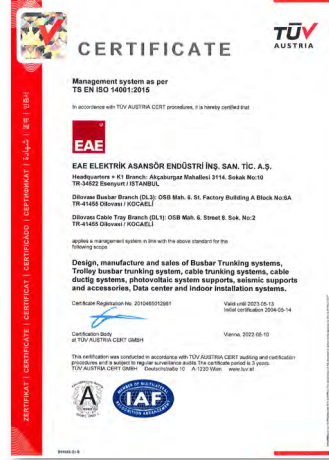 TÜV
AUSTRIA
CERTIFICATE
Management system as per
TS EN ISO 14001:2015
In accordance with TÜV AUSTRIA CERT procedures, it is hereby certified that
EAE
EAE ELEKTRİK ASANSÖR ENDÜSTRİ İNŞ. SAN. TİC. A.Ş.
Headquarters + K1 Branch: Akçaburgaz Mahallesi 3114. Sokak No:10
TR-34522 Esenyurt / ISTANBUL
Dilovası Busbar Branch (DL3): OSB Mah. 6. St. Factory Building A Block No:5A
TR-41455 Dilovası / KOCAELİ
Dilovası Cable Tray Branch (DL1): OSB Mah. 6. Street 8. Sok. No:2
TR-41455 Dilovası / KOCAELİ
applies a management system in line with the above standard for the
following scope
Design, manufacture and sales of Busbar Trunking systems,
Trolley busbar trunking system, cable trunking systems, cable
ductig systems, photovoltaic system supports, seismic supports
and accessories, Data center and indoor installation systems.
Certificate Registration No. 2010465012991
Valid until 2023-05-13
Initial certification 2004-05-14
Certification Body
at TÜV AUSTRIA CERT GMBH
Vienna, 2022-06-10
This certification was conducted in accordance with TÜV AUSTRIA CERT auditing and certification
procedures and is subject to regular surveillance audits. The certificate period is 3 years.
TÜV AUSTRIA CERT GMBH Deutschstraße 10 A-1230 Wien www.tuv.at
IAF
ZERTIFIKAT | CERTIFICATE | CERTIFICAT | CERTIFICADO | СЕРТИФИКАТ | شهادة